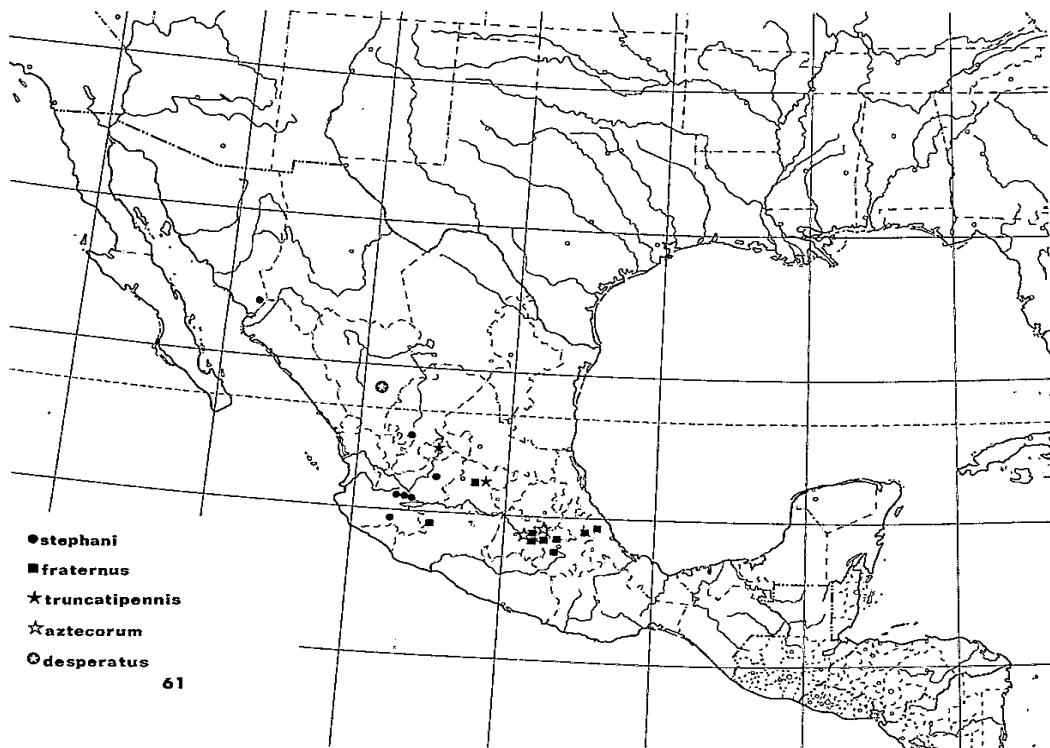 ●stephani
■fraternus
★truncatipennis
☆aztecorum
✪desperatus
61